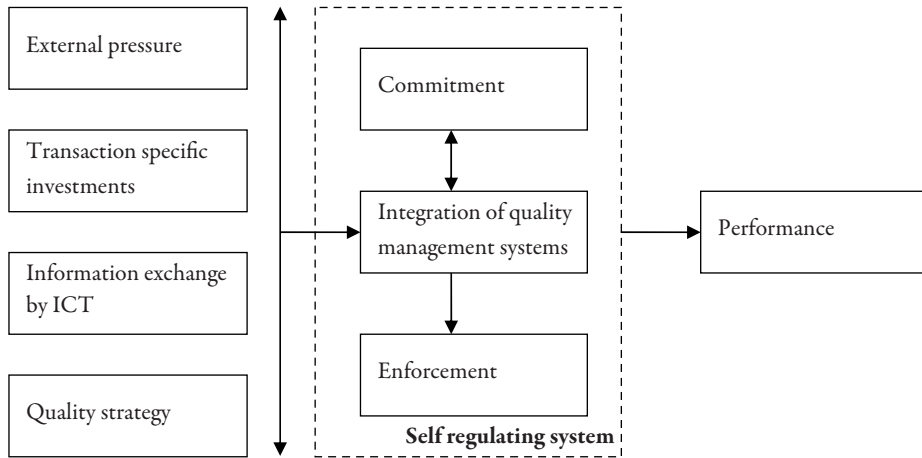 External pressure
Transaction specific
investments
Information exchange
by ICT
Quality strategy
Commitment
Integration of quality
management systems
Enforcement
Self regulating system
Performance